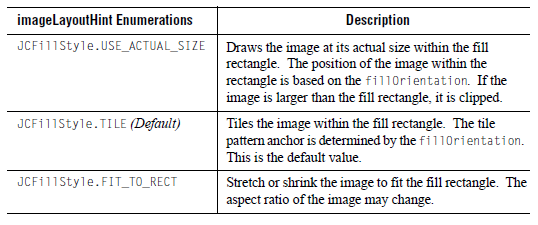 imageLayoutHint Enumerations Description
JCFillStyle.USE_ACTUAL_SIZE Draws the image at its actual size within the fill
rectangle. The position of the image within the
rectangle is based on the fillOrientation. If the
image is larger than the fill rectangle, it is clipped.
JCFillStyle.TILE (Default) Tiles the image within the fill rectangle. The tile
pattern anchor is determined by the fillOrientation.
This is the default value.
JCFillStyle.FIT_TO_RECT Stretch or shrink the image to fit the fill rectangle. The
aspect ratio of the image may change.